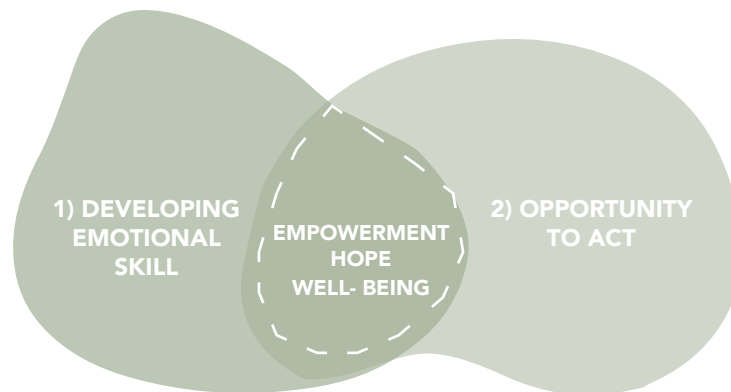 1) DEVELOPING
EMOTIONAL
SKILL
EMPOWERMENT
HOPE
WELL- BEING
2) OPPORTUNITY
TO ACT